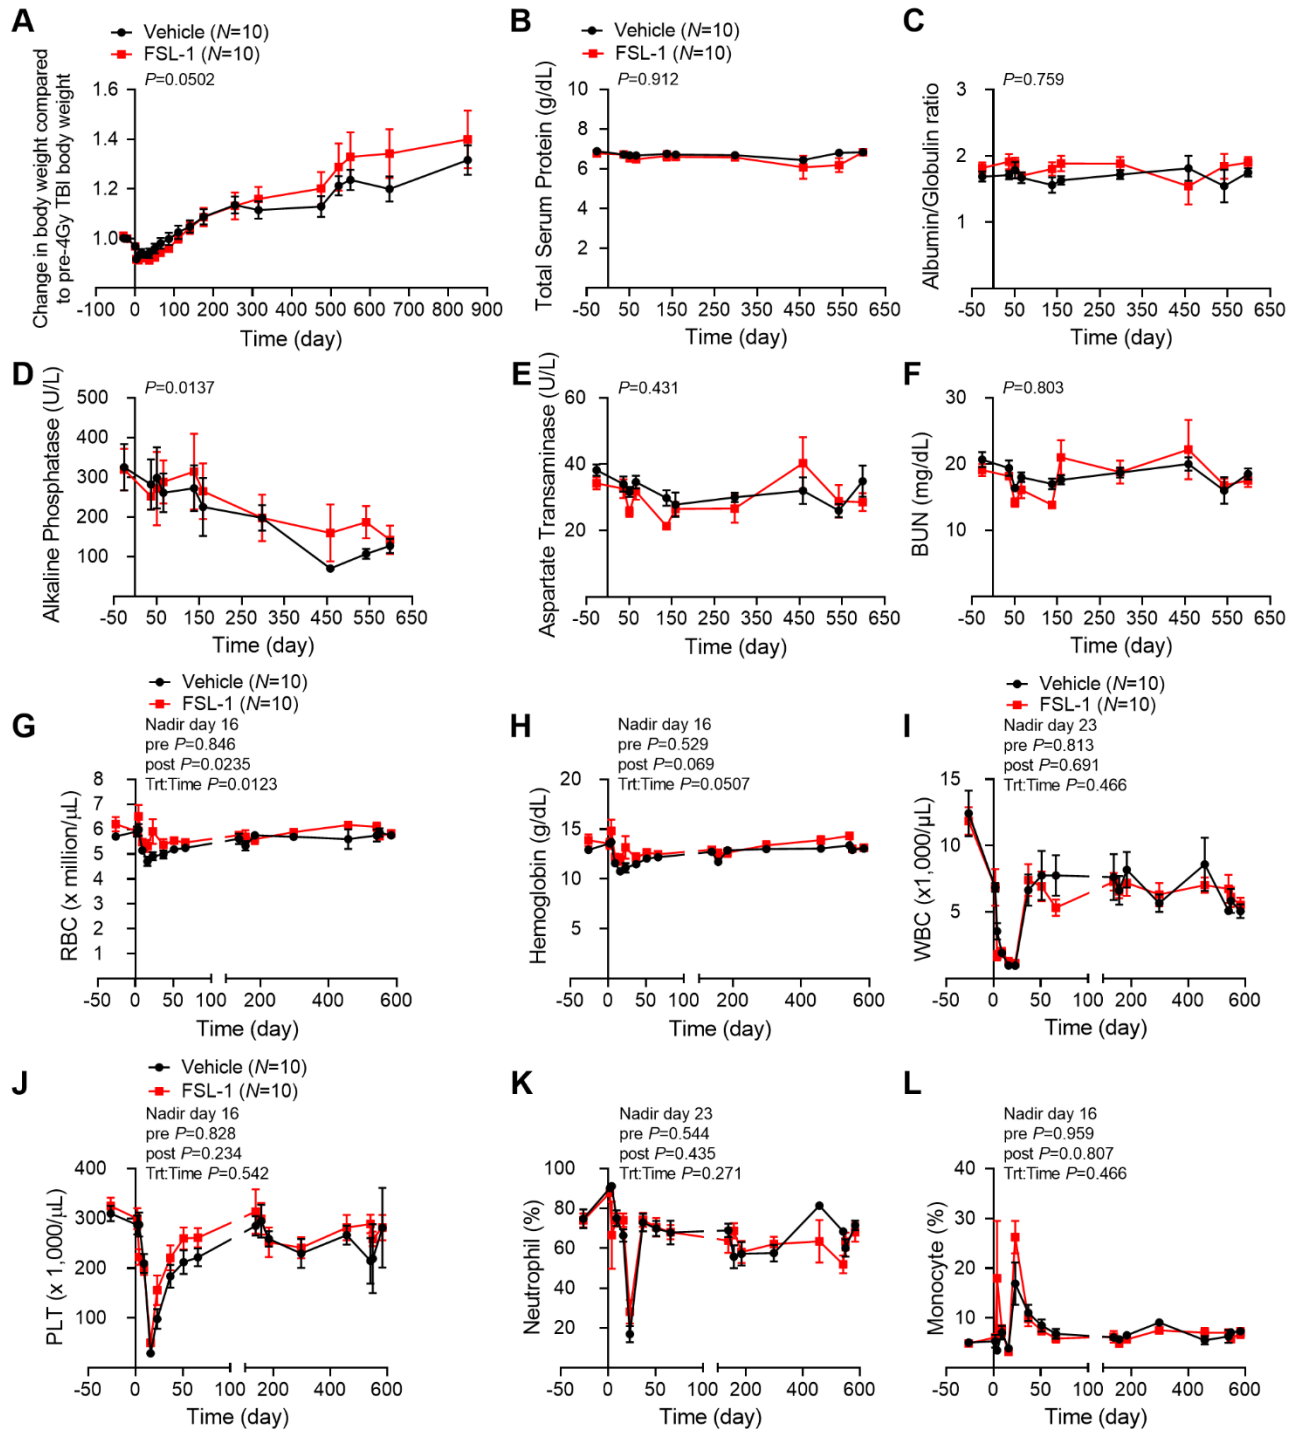 A
Vehicle (N=10)
FSL-1 (N=10)
P=0.0502
Change in body weight compared
to pre-4Gy TBI body weight
1.6
1.4
1.2
1.0
-100 0 100 200 300 400 500 600 700 800 900
Time (day)
B
Vehicle (N=10)
FSL-1 (N=10)
P=0.912
Total Serum Protein (g/dL)
10
8
6
4
2
-50 50 150 250 350 450 550 650
Time (day)
C
P=0.759
Albumin/Globulin ratio
3
2
1
-50 50 150 250 350 450 550 650
Time (day)
D
P=0.0137
Alkaline Phosphatase (U/L)
500
400
300
200
100
-50 50 150 250 350 450 550 650
Time (day)
E
P=0.431
Aspartate Transaminase (U/L)
60
40
20
-50 50 150 250 350 450 550 650
Time (day)
F
P=0.803
BUN (mg/dL)
30
20
10
-50 50 150 250 350 450 550 650
Time (day)
G
Vehicle (N=10)
FSL-1 (N=10)
Nadir day 16
pre P=0.846
post P=0.0235
Trt:Time P=0.0123
RBC (x million/µL)
8
7
6
5
4
3
2
1
-50 0 50 100 200 400 600
Time (day)
H
Nadir day 16
pre P=0.529
post P=0.069
Trt:Time P=0.0507
Hemoglobin (g/dL)
20
15
10
5
-50 0 50 100 200 400 600
Time (day)
I
Vehicle (N=10)
FSL-1 (N=10)
Nadir day 23
pre P=0.813
post P=0.691
Trt:Time P=0.466
WBC (x1,000/µL)
15
10
5
-50 0 50 100 200 400 600
Time (day)
J
Vehicle (N=10)
FSL-1 (N=10)
Nadir day 16
pre P=0.828
post P=0.234
Trt:Time P=0.542
PLT (x 1,000/µL)
400
300
200
100
-50 0 50 100 200 400 600
Time (day)
K
Nadir day 23
pre P=0.544
post P=0.435
Trt:Time P=0.271
Neutrophil (%)
100
80
60
40
20
-50 0 50 100 200 400 600
Time (day)
L
Nadir day 16
pre P=0.959
post P=0.0.807
Trt:Time P=0.466
Monocyte (%)
40
30
20
10
-50 0 50 100 200 400 600
Time (day)